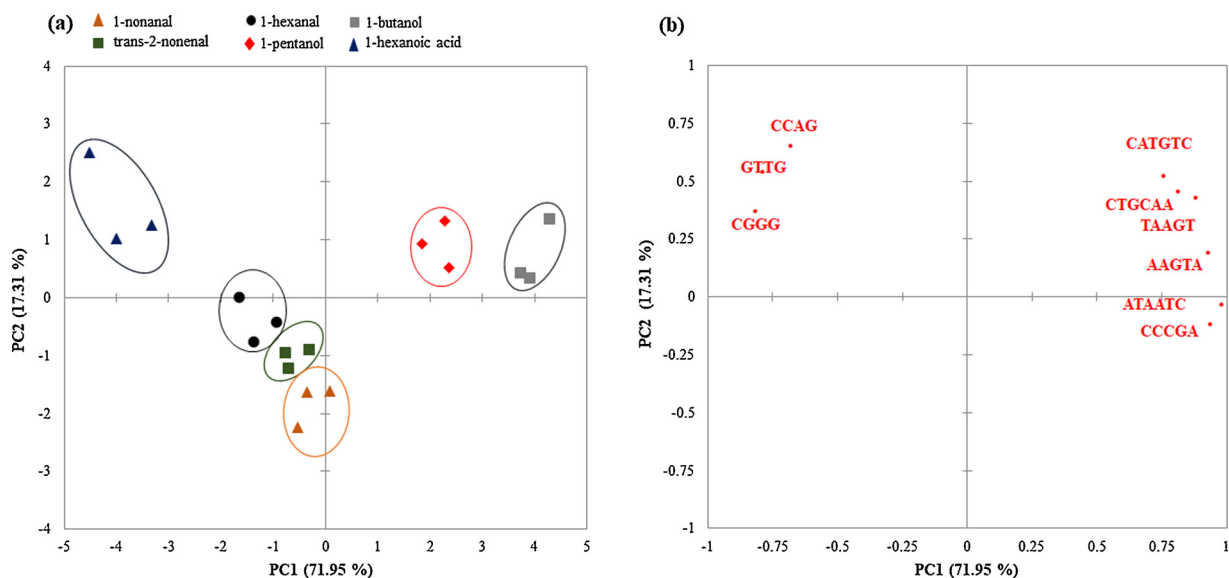 (a)
1-nonanal 1-hexanal 1-butanol
trans-2-nonenal 1-pentanol 1-hexanoic acid
4
3
2
1
0
-1
-2
-3
-4
PC2 (17.31 %)
-5 -4 -3 -2 -1 0 1 2 3 4 5
PC1 (71.95 %)
(b)
1
0.75
0.5
0.25
0
-0.25
-0.5
-0.75
-1
PC2 (17.31 %)
CCAG
GTTG
CGGG
CATGTC
CTGCAA
TAAGT
AAGTA
ATAATC
CCCGA
-1 -0.75 -0.5 -0.25 0 0.25 0.5 0.75 1
PC1 (71.95 %)